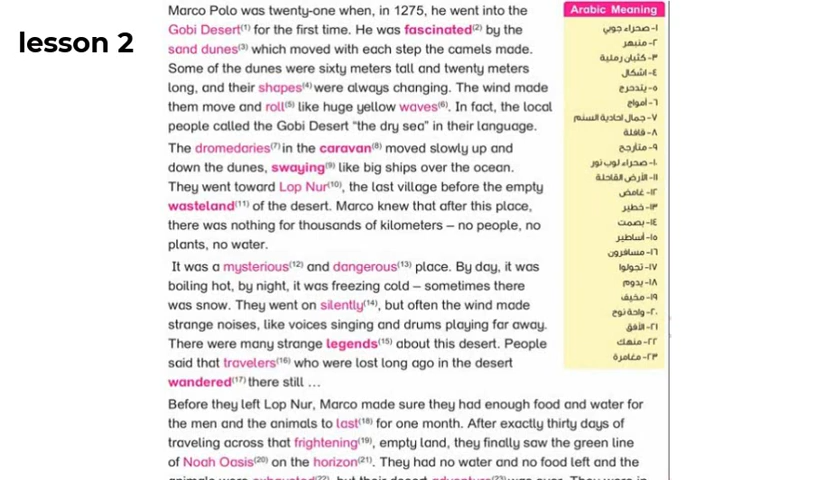 lesson 2
Marco Polo was twenty-one when, in 1275, he went into the
Gobi Desert(1) for the first time. He was fascinated(2) by the
sand dunes(3) which moved with each step the camels made.
Some of the dunes were sixty meters tall and twenty meters
long, and their shapes(4) were always changing. The wind made
them move and roll(5) like huge yellow waves(6). In fact, the local
people called the Gobi Desert "the dry sea" in their language.
The dromedaries(7) in the caravan(8) moved slowly up and
down the dunes, swaying(9) like big ships over the ocean.
They went toward Lop Nur(10), the last village before the empty
wasteland(11) of the desert. Marco knew that after this place,
there was nothing for thousands of kilometers – no people, no
plants, no water.
It was a mysterious(12) and dangerous(13) place. By day, it was
boiling hot, by night, it was freezing cold – sometimes there
was snow. They went on silently(14), but often the wind made
strange noises, like voices singing and drums playing far away.
There were many strange legends(15) about this desert. People
said that travelers(16) who were lost long ago in the desert
wandered(17) there still ...
Before they left Lop Nur, Marco made sure they had enough food and water for
the men and the animals to last(18) for one month. After exactly thirty days of
traveling across that frightening(19), empty land, they finally saw the green line
of Noah Oasis(20) on the horizon(21). They had no water and no food left and the
animals were exhausted(22), but their desert adventure(23) was over. They were in
Arabic Meaning
١- صحراء جوبي
٢- منبهر
٣- كثبان رملية
٤- اشكال
٥- يتدحرج
٦- أمواج
٧- جمال احادية السنم
٨- قافلة
٩- متأرجح
١٠- صحراء لوب نور
١١- الأرض القاحلة
١٢- غامض
١٣- خطير
١٤- بصمت
١٥- أساطير
١٦- مسافرون
١٧- تجولوا
١٨- يدوم
١٩- مخيف
٢٠- واحة نوح
٢١- الأفق
٢٢- منهك
٢٣- مغامرة